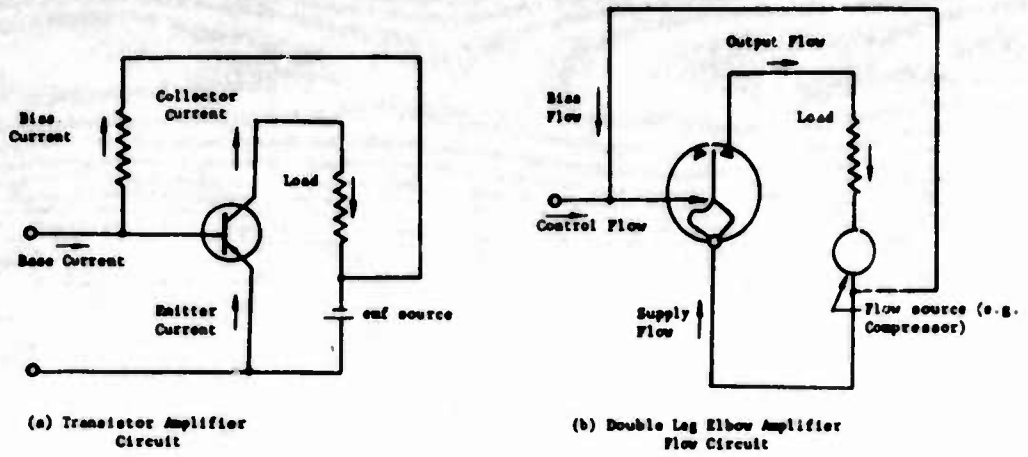 Bias
Current
Collector
Current
Load
Base Current
Emitter
Current
emf source
(a) Transistor Amplifier
Circuit
Output Flow
Bias
Flow
Load
Control Flow
Supply
Flow
Flow source (e.g.
Compressor)
(b) Double Leg Elbow Amplifier
Flow Circuit